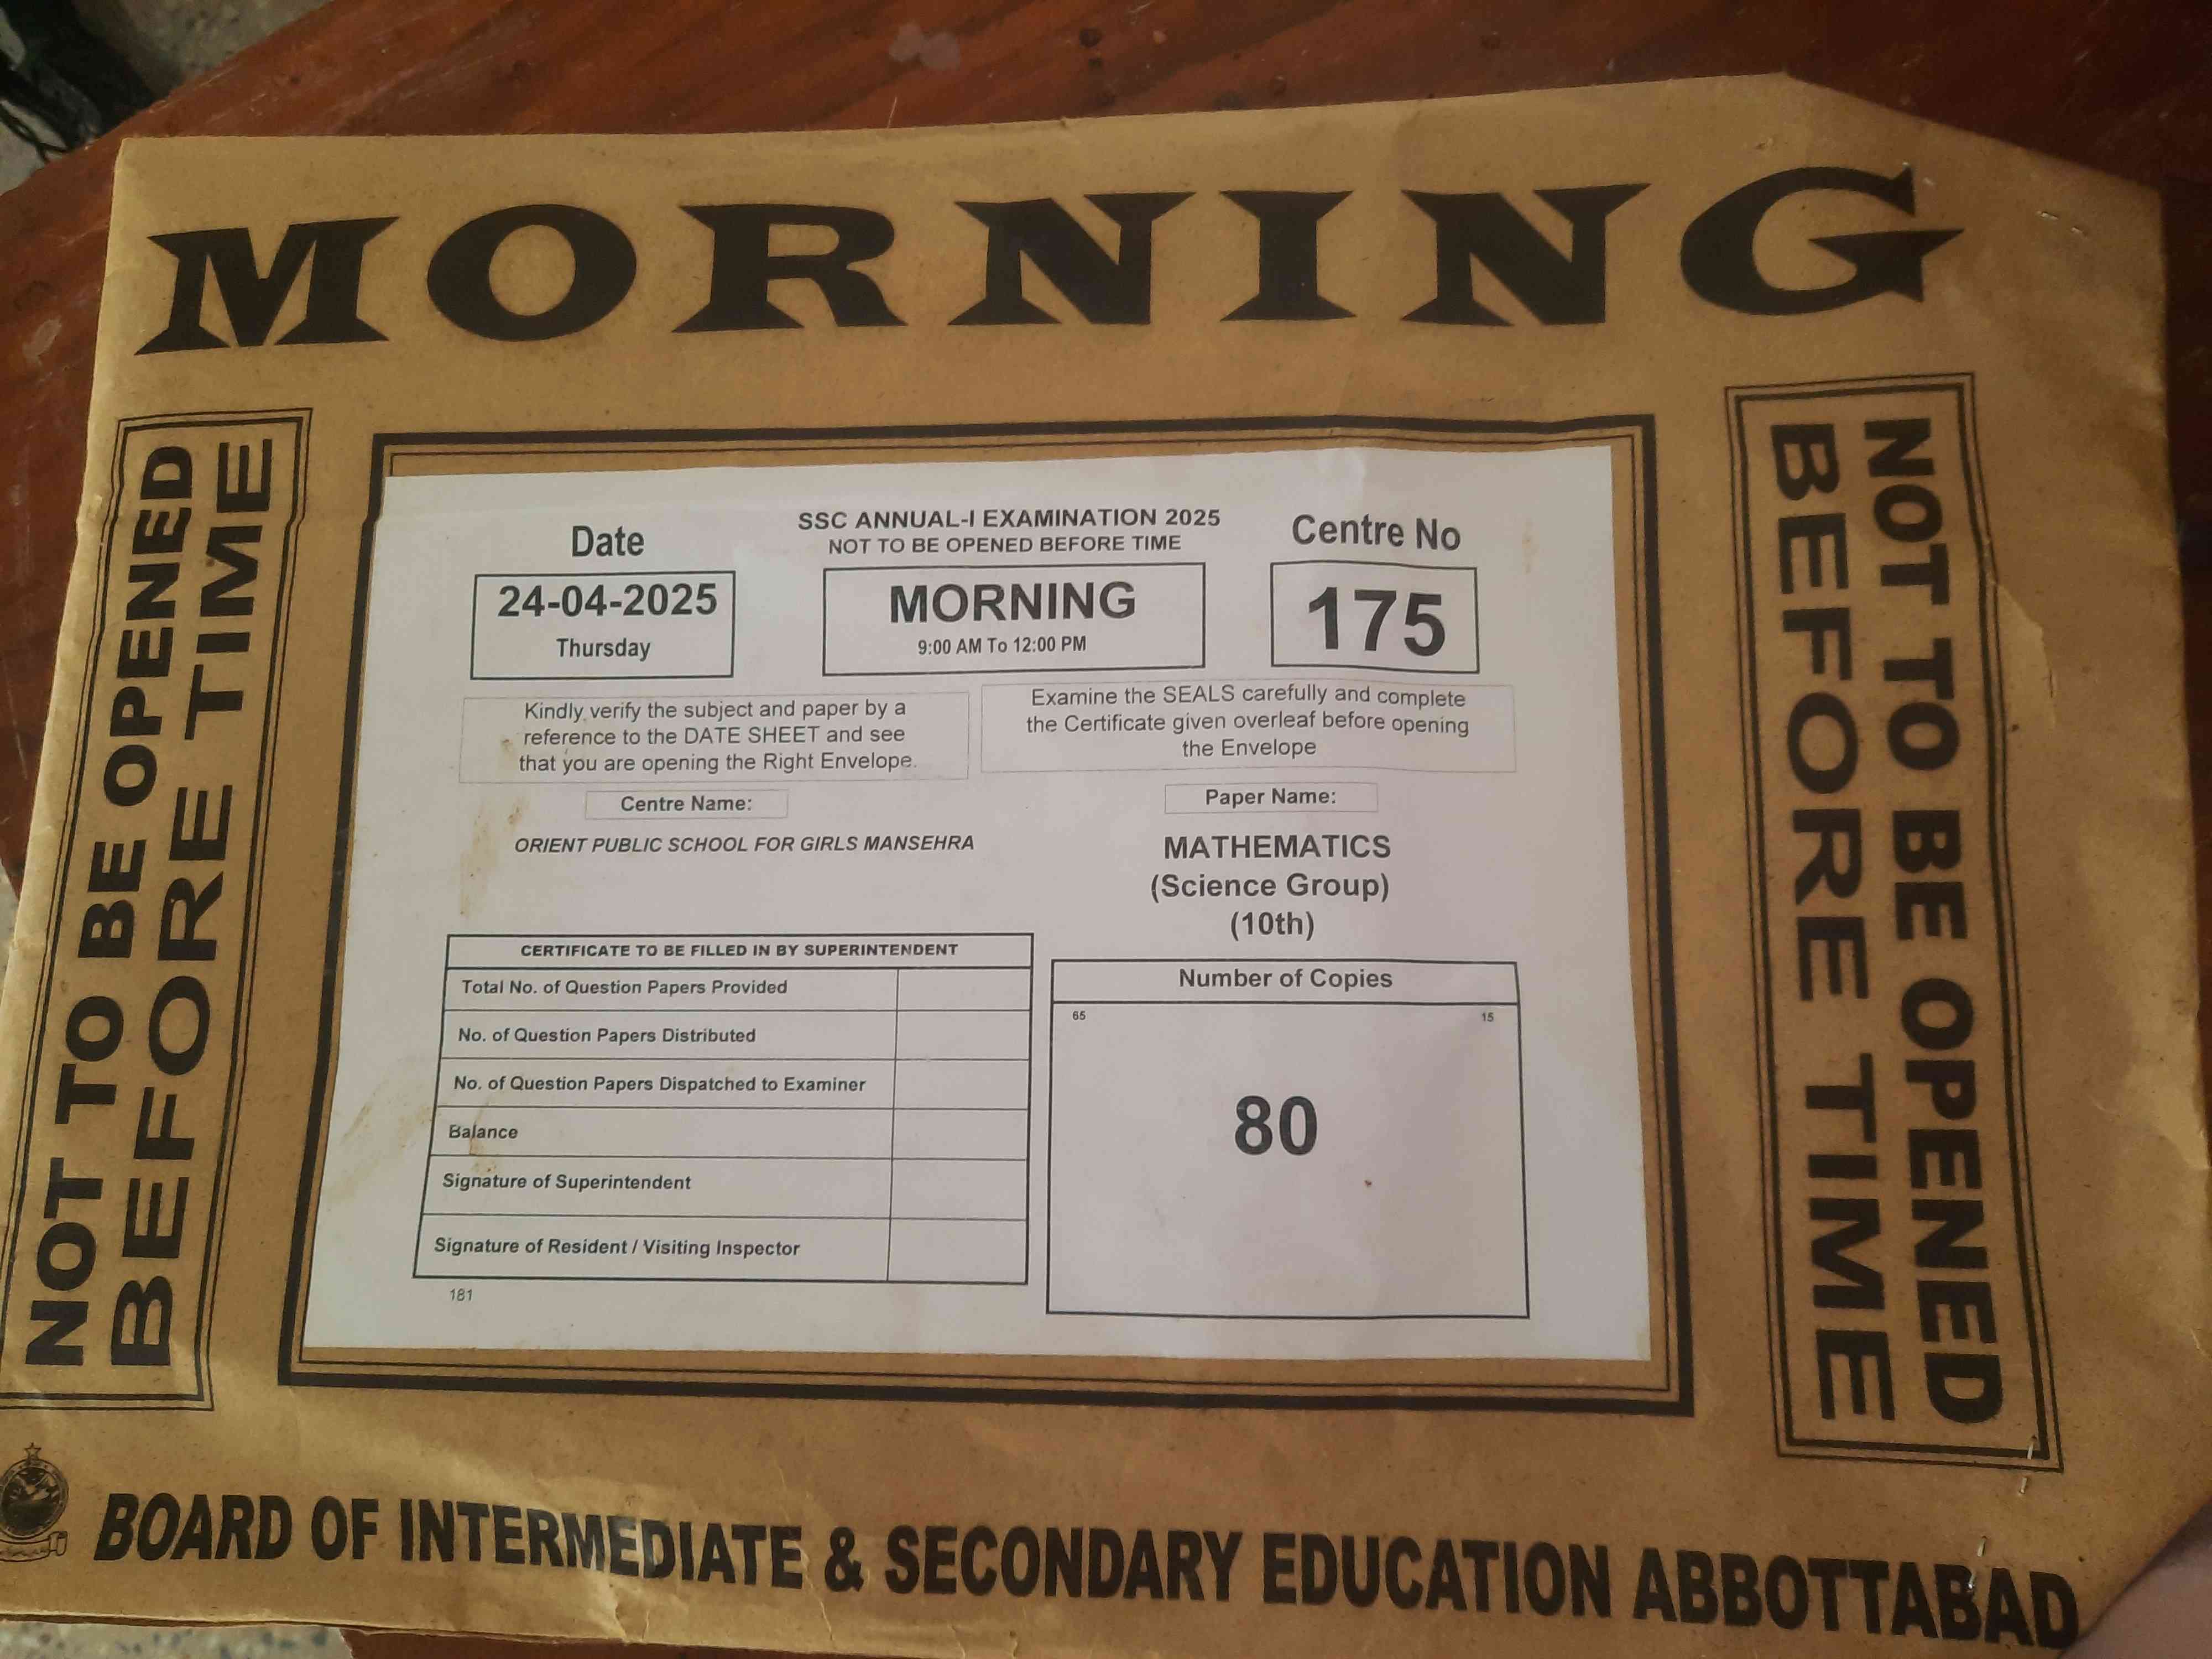 MORNING
NOT TO BE OPENED
BEFORE TIME
SSC ANNUAL-I EXAMINATION 2025
NOT TO BE OPENED BEFORE TIME
Date
24-04-2025
Thursday
MORNING
9:00 AM To 12:00 PM
Centre No
175
Kindly verify the subject and paper by a
reference to the DATE SHEET and see
that you are opening the Right Envelope.
Examine the SEALS carefully and complete
the Certificate given overleaf before opening
the Envelope
Centre Name:
ORIENT PUBLIC SCHOOL FOR GIRLS MANSEHRA
Paper Name:
MATHEMATICS
(Science Group)
(10th)
CERTIFICATE TO BE FILLED IN BY SUPERINTENDENT
Total No. of Question Papers Provided
No. of Question Papers Distributed
No. of Question Papers Dispatched to Examiner
Balance
Signature of Superintendent
Signature of Resident / Visiting Inspector
181
Number of Copies
65 15
80
NOT TO BE OPENED
BEFORE TIME
BOARD OF INTERMEDIATE & SECONDARY EDUCATION ABBOTTABAD